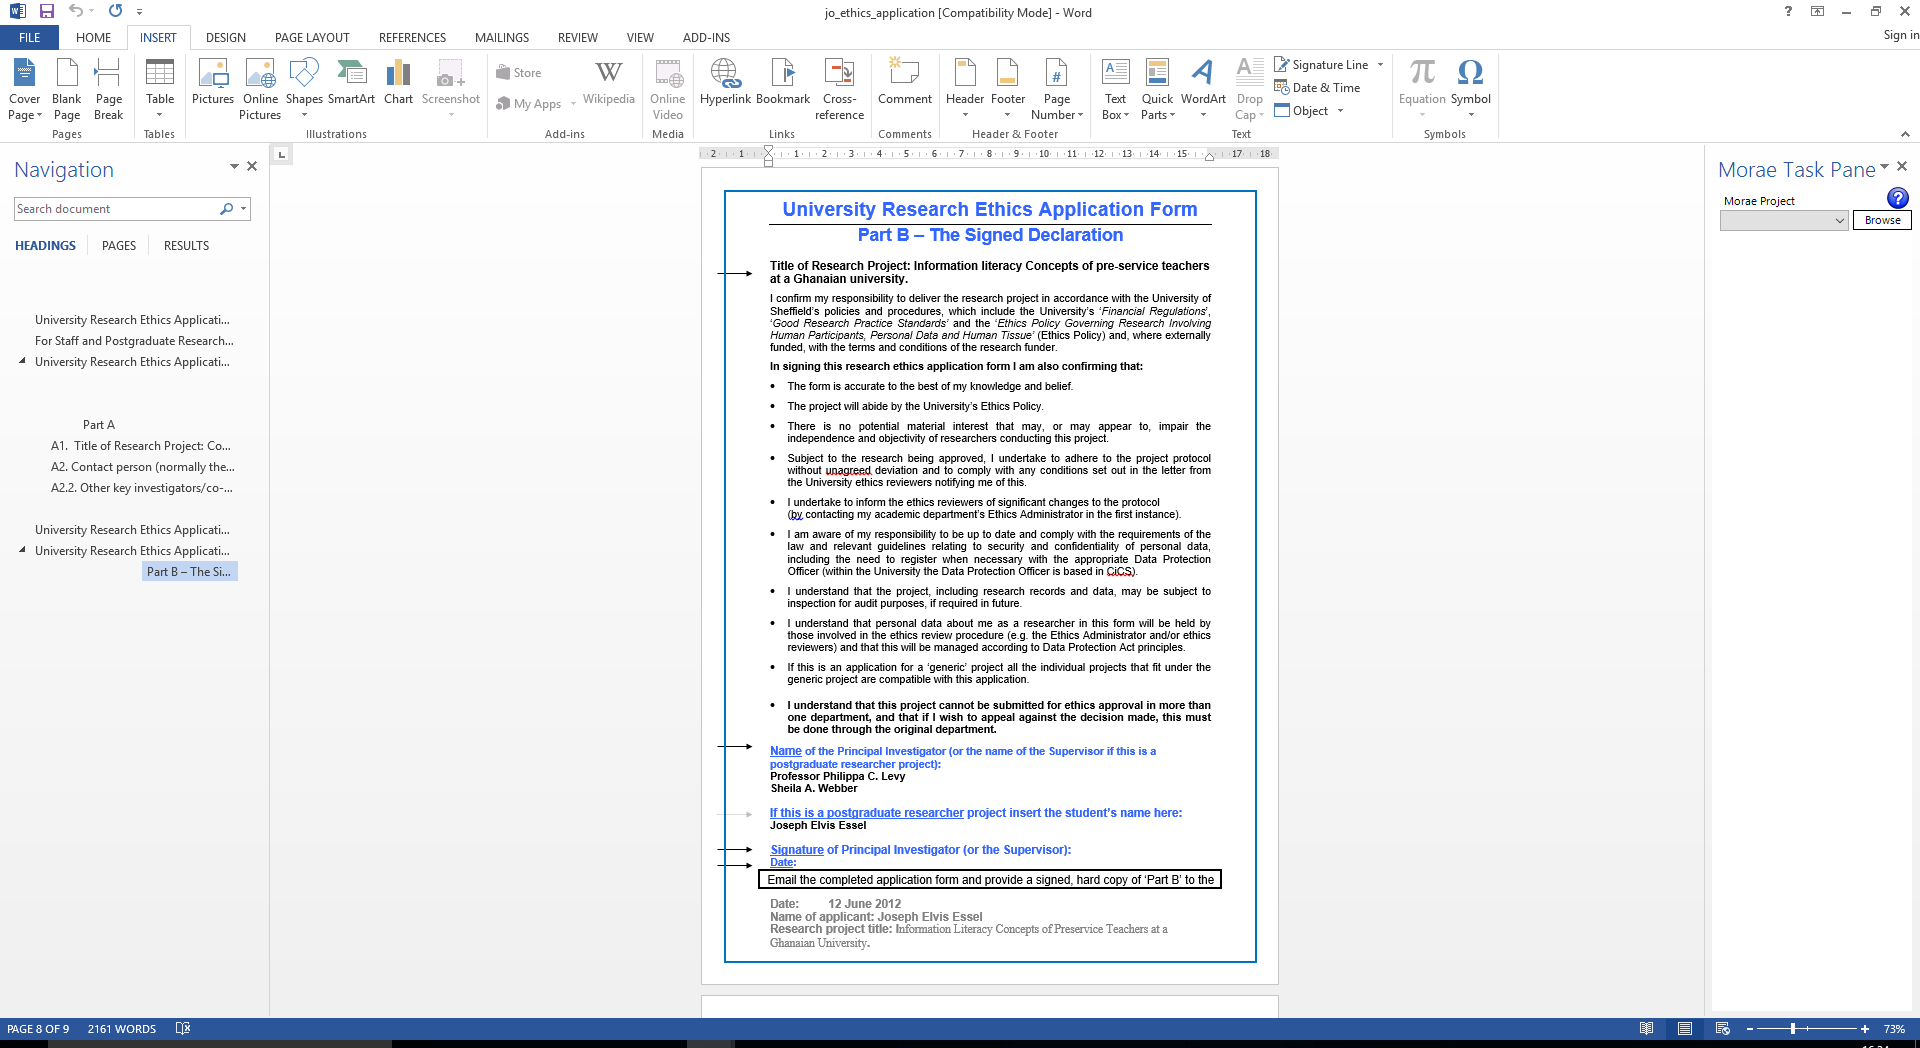 jo_ethics_application [Compatibility Mode] - Word
Sign in
FILE HOME INSERT DESIGN PAGE LAYOUT REFERENCES MAILINGS REVIEW VIEW ADD-INS
Cover Page
Blank Page
Page Break
Pages
Table
Tables
Pictures
Online Pictures
Shapes
SmartArt
Chart
Screenshot
Illustrations
Store
My Apps
Wikipedia
Add-ins
Online Video
Media
Hyperlink
Bookmark
Cross-reference
Links
Comment
Comments
Header
Footer
Page Number
Header & Footer
Text Box
Quick Parts
WordArt
Drop Cap
Signature Line
Date & Time
Object
Text
Equation
Symbol
Symbols
Navigation
Search document
HEADINGS PAGES RESULTS
University Research Ethics Applicati...
For Staff and Postgraduate Research...
University Research Ethics Applicati...
Part A
A1. Title of Research Project: Co...
A2. Contact person (normally the...
A2.2. Other key investigators/co-...
University Research Ethics Applicati...
University Research Ethics Applicati...
Part B – The Si...
2 1 1 2 3 4 5 6 7 8 9 10 11 12 13 14 15 17 18
University Research Ethics Application Form
Part B – The Signed Declaration
Title of Research Project: Information literacy Concepts of pre-service teachers
at a Ghanaian university.
I confirm my responsibility to deliver the research project in accordance with the University of
Sheffield’s policies and procedures, which include the University’s ‘Financial Regulations’,
‘Good Research Practice Standards’ and the ‘Ethics Policy Governing Research Involving
Human Participants, Personal Data and Human Tissue’ (Ethics Policy) and, where externally
funded, with the terms and conditions of the research funder.
In signing this research ethics application form I am also confirming that:
• The form is accurate to the best of my knowledge and belief.
• The project will abide by the University’s Ethics Policy.
• There is no potential material interest that may, or may appear to, impair the
independence and objectivity of researchers conducting this project.
• Subject to the research being approved, I undertake to adhere to the project protocol
without unagreed deviation and to comply with any conditions set out in the letter from
the University ethics reviewers notifying me of this.
• I undertake to inform the ethics reviewers of significant changes to the protocol
(by contacting my academic department’s Ethics Administrator in the first instance).
• I am aware of my responsibility to be up to date and comply with the requirements of the
law and relevant guidelines relating to security and confidentiality of personal data,
including the need to register when necessary with the appropriate Data Protection
Officer (within the University the Data Protection Officer is based in CiCS).
• I understand that the project, including research records and data, may be subject to
inspection for audit purposes, if required in future.
• I understand that personal data about me as a researcher in this form will be held by
those involved in the ethics review procedure (e.g. the Ethics Administrator and/or ethics
reviewers) and that this will be managed according to Data Protection Act principles.
• If this is an application for a ‘generic’ project all the individual projects that fit under the
generic project are compatible with this application.
• I understand that this project cannot be submitted for ethics approval in more than
one department, and that if I wish to appeal against the decision made, this must
be done through the original department.
Name of the Principal Investigator (or the name of the Supervisor if this is a
postgraduate researcher project):
Professor Philippa C. Levy
Sheila A. Webber
If this is a postgraduate researcher project insert the student’s name here:
Joseph Elvis Essel
Signature of Principal Investigator (or the Supervisor):
Date:
Email the completed application form and provide a signed, hard copy of ‘Part B’ to the
Date: 12 June 2012
Name of applicant: Joseph Elvis Essel
Research project title: Information Literacy Concepts of Preservice Teachers at a
Ghanaian University.
Morae Task Pane
Morae Project
Browse
PAGE 8 OF 9 2161 WORDS
73%